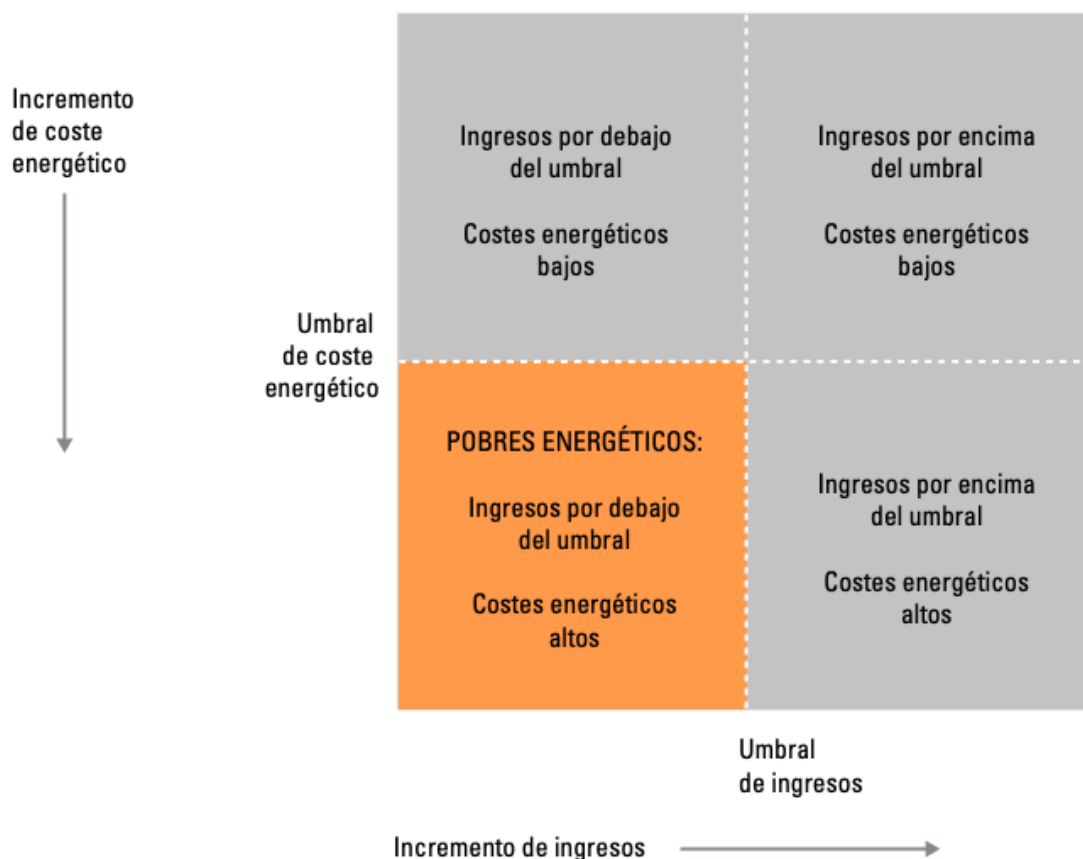 Incremento
de coste
energético
Ingresos por debajo
del umbral
Costes energéticos
bajos
Ingresos por encima
del umbral
Costes energéticos
bajos
Umbral
de coste
energético
POBRES ENERGÉTICOS:
Ingresos por debajo
del umbral
Costes energéticos
altos
Ingresos por encima
del umbral
Costes energéticos
altos
Umbral
de ingresos
Incremento de ingresos